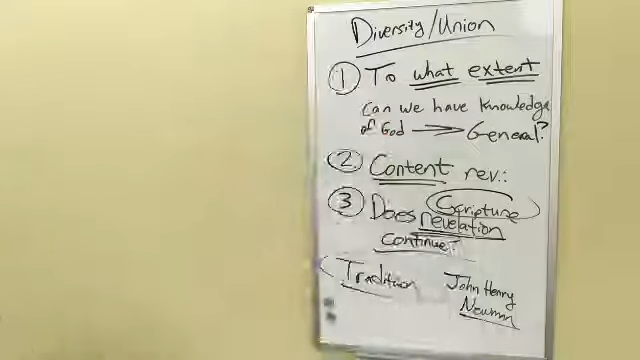 Diversity/Union
1 To what extent
Can we have knowledge
of God → General?
2 Content rev.:
Scripture
3 Does revelation
continue?
Tradition
John Henry
Newman